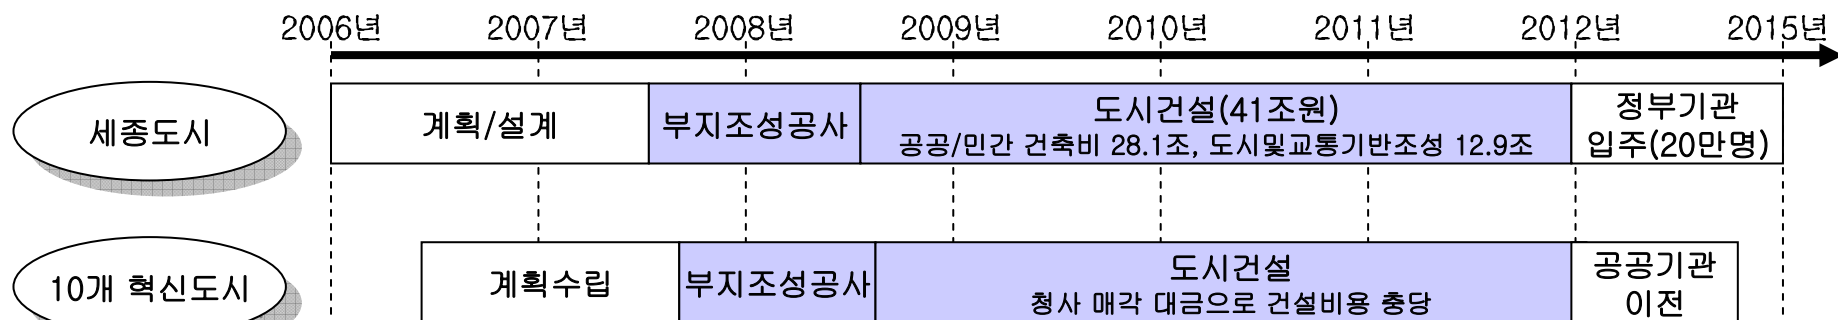 2006년 2007년 2008년 2009년 2010년 2011년 2012년 2015년
세종도시
계획/설계
부지조성공사
도시건설(41조원)
공공/민간 건축비 28.1조, 도시및교통기반조성 12.9조
정부기관
입주(20만명)
10개 혁신도시
계획수립
부지조성공사
도시건설
청사 매각 대금으로 건설비용 충당
공공기관
이전